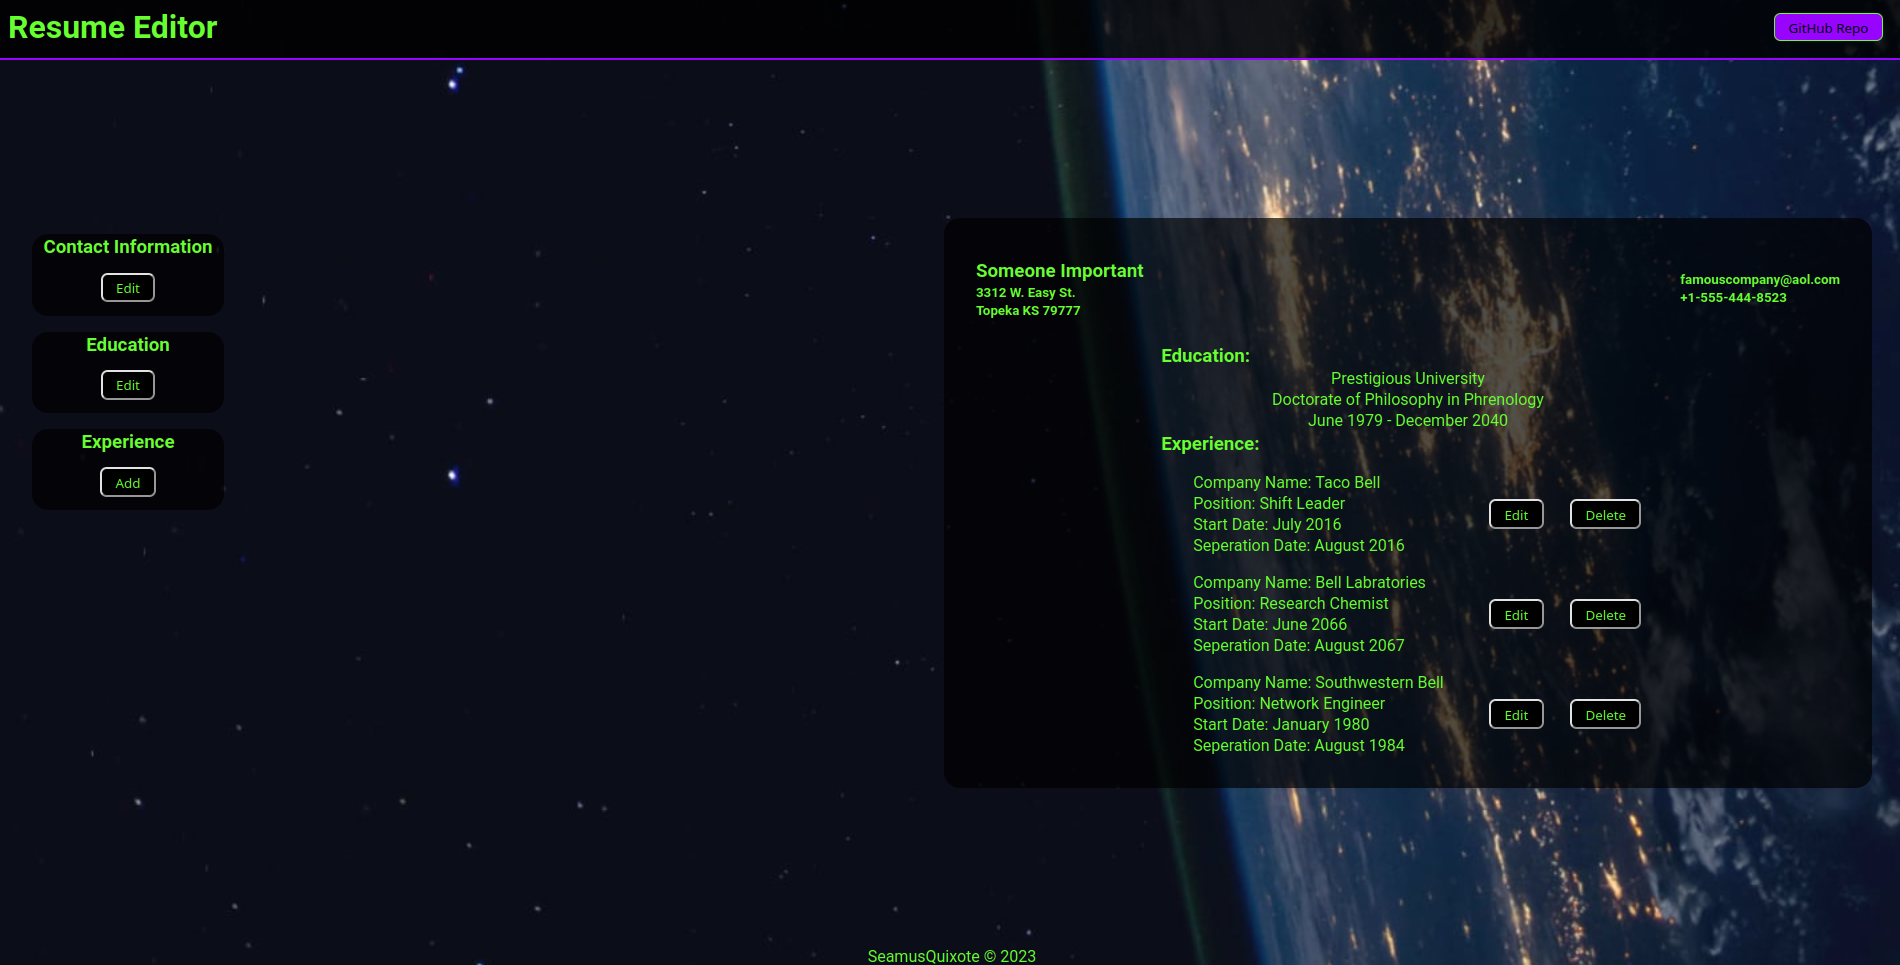 Resume Editor
GitHub Repo
Contact Information
Edit
Education
Edit
Experience
Add
Someone Important
3312 W. Easy St.
Topeka KS 79777
famouscompany@aol.com
+1-555-444-8523
Education:
Prestigious University
Doctorate of Philosophy in Phrenology
June 1979 - December 2040
Experience:
Company Name: Taco Bell
Position: Shift Leader
Start Date: July 2016
Seperation Date: August 2016
Edit
Delete
Company Name: Bell Labratories
Position: Research Chemist
Start Date: June 2066
Seperation Date: August 2067
Edit
Delete
Company Name: Southwestern Bell
Position: Network Engineer
Start Date: January 1980
Seperation Date: August 1984
Edit
Delete
SeamusQuixote © 2023